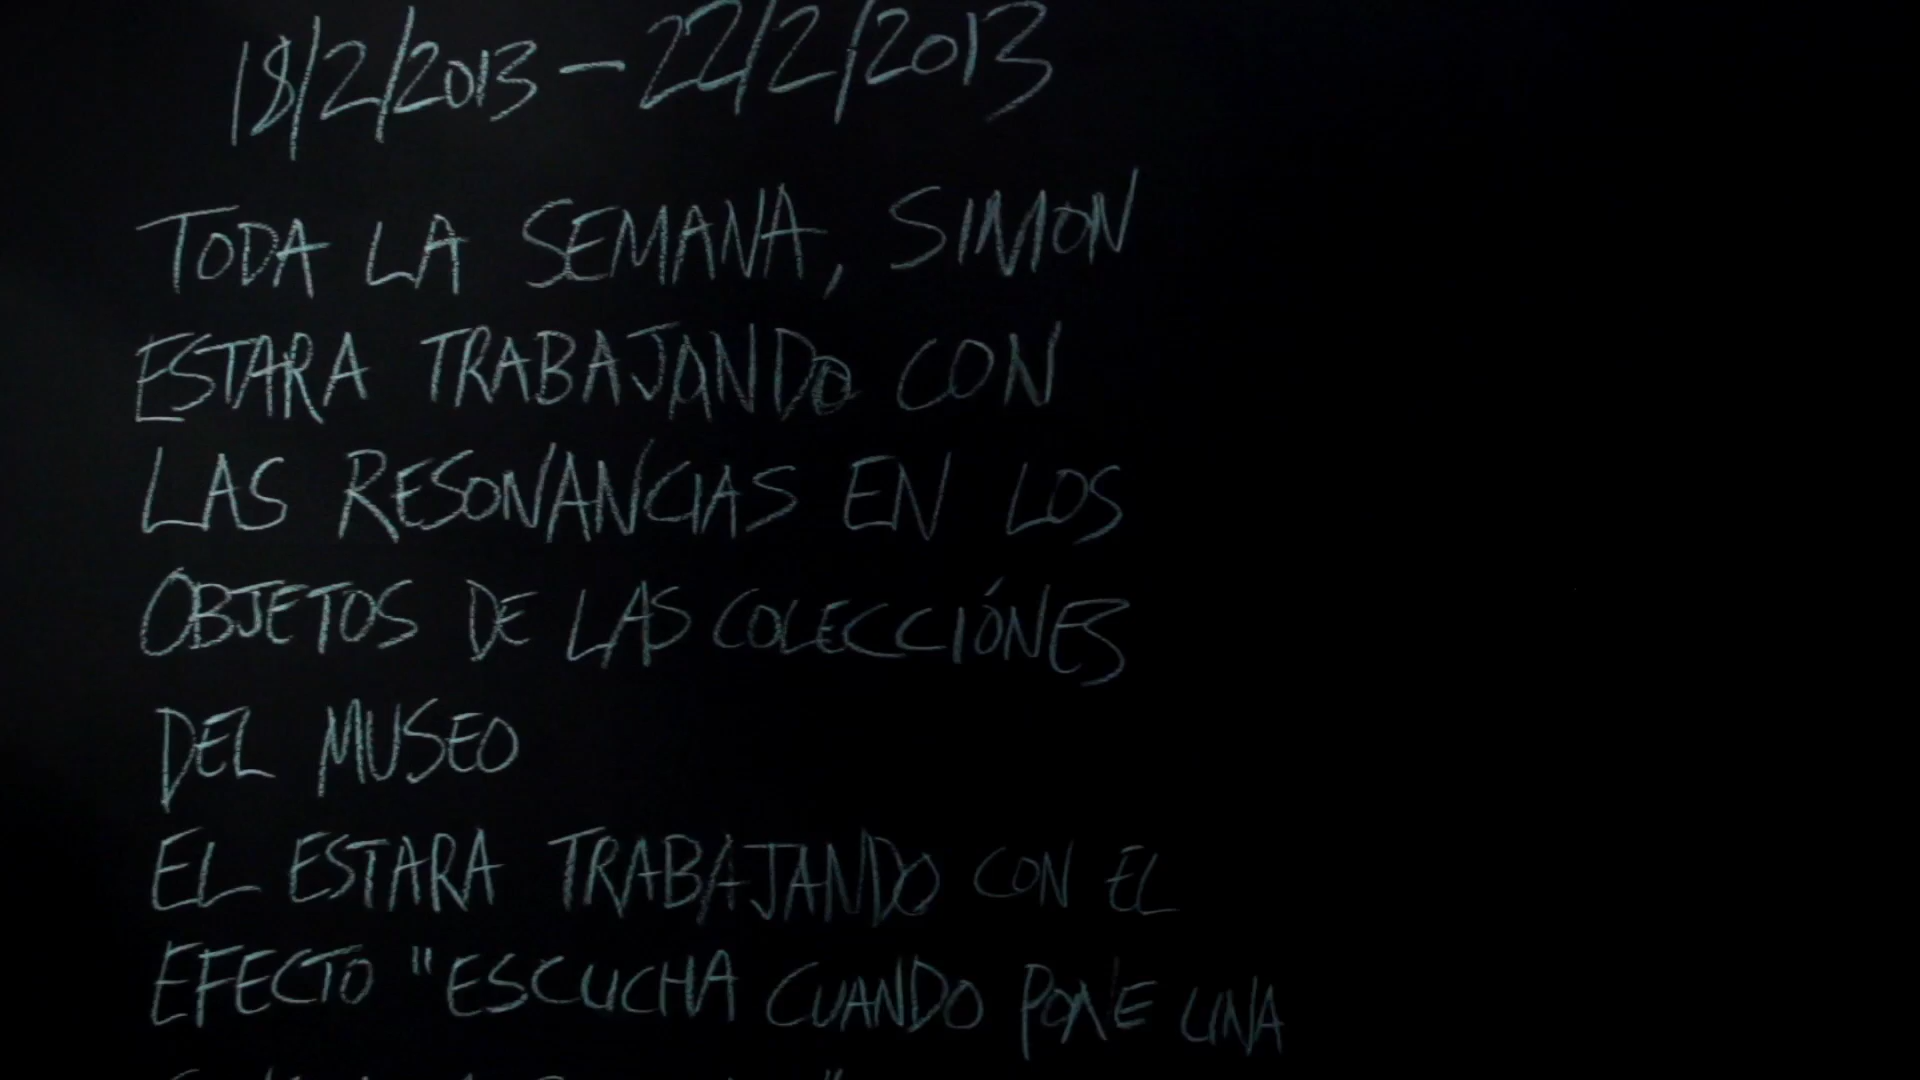 18/2/2013 — 22/2/2013
TODA LA SEMANA, SIMON
ESTARA TRABAJANDO CON
LAS RESONANCIAS EN LOS
OBJETOS DE LAS COLECCIÓNES
DEL MUSEO
EL ESTARA TRABAJANDO CON EL
EFECTO "ESCUCHA CUANDO PONE UNA